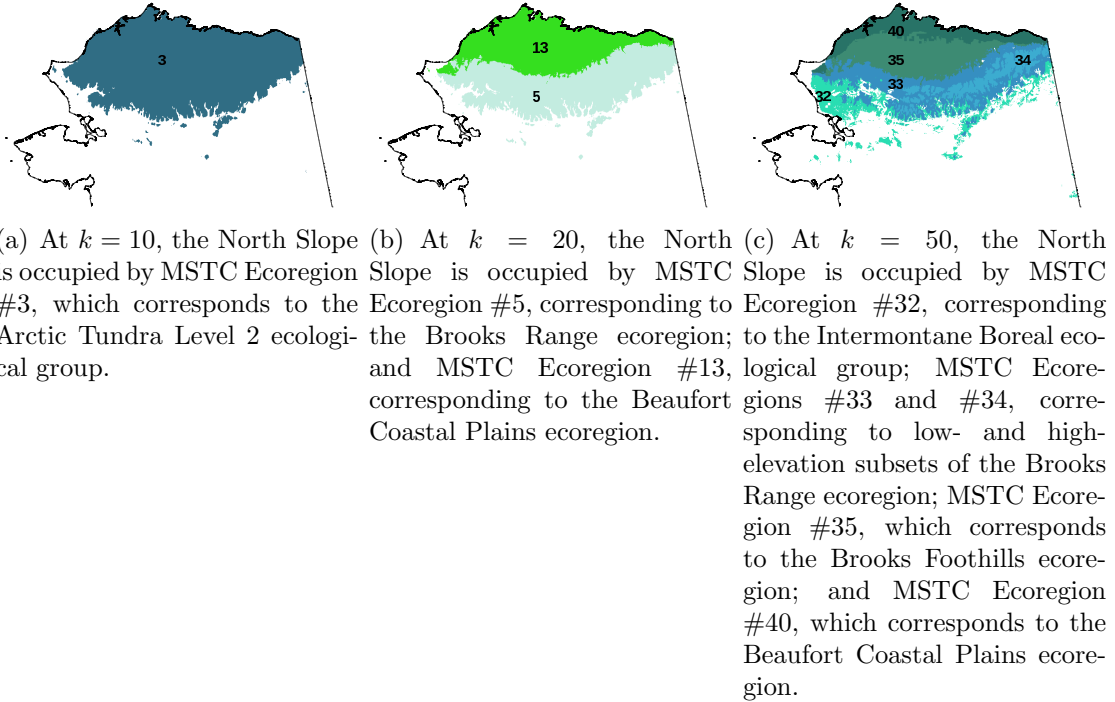 3
13
5
40
35
34
33
32
(a) At k = 10, the North Slope
is occupied by MSTC Ecoregion
#3, which corresponds to the
Arctic Tundra Level 2 ecologi-
cal group.
(b) At k = 20, the North
Slope is occupied by MSTC
Ecoregion #5, corresponding to
the Brooks Range ecoregion;
and MSTC Ecoregion #13,
corresponding to the Beaufort
Coastal Plains ecoregion.
(c) At k = 50, the North
Slope is occupied by MSTC
Ecoregion #32, corresponding
to the Intermontane Boreal eco-
logical group; MSTC Ecore-
gions #33 and #34, corre-
sponding to low- and high-
elevation subsets of the Brooks
Range ecoregion; MSTC Ecore-
gion #35, which corresponds
to the Brooks Foothills ecore-
gion; and MSTC Ecoregion
#40, which corresponds to the
Beaufort Coastal Plains ecore-
gion.